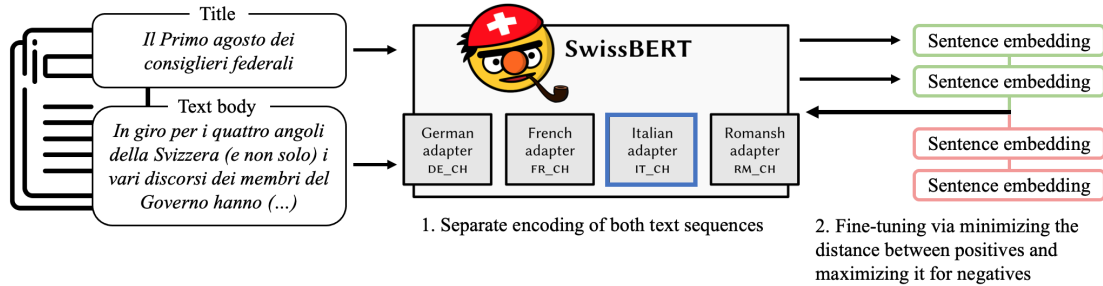 Title
Il Primo agosto dei
consiglieri federali
Text body
In giro per i quattro angoli
della Svizzera (e non solo) i
vari discorsi dei membri del
Governo hanno (...)
SwissBERT
German
adapter
DE_CH
French
adapter
FR_CH
Italian
adapter
IT_CH
Romansh
adapter
RM_CH
1. Separate encoding of both text sequences
Sentence embedding
Sentence embedding
Sentence embedding
Sentence embedding
2. Fine-tuning via minimizing the
distance between positives and
maximizing it for negatives